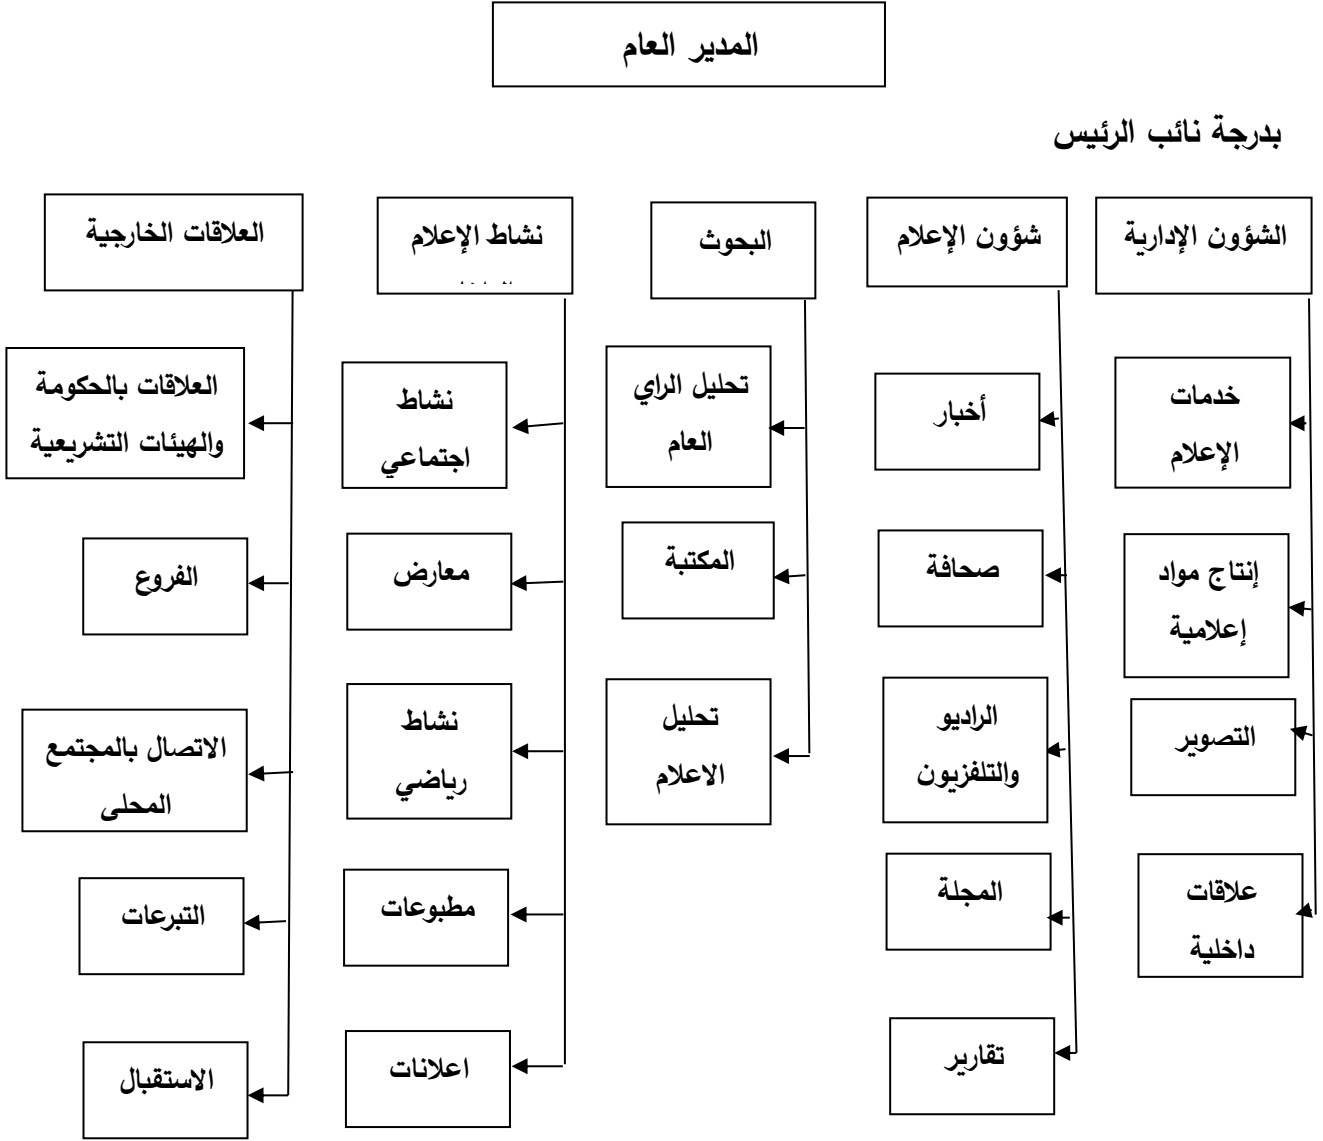 المدير العام
بدرجة نائب الرئيس
الشؤون الإدارية
خدمات
الإعلام
إنتاج مواد
إعلامية
التصوير
علاقات
داخلية
شؤون الإعلام
أخبار
صحافة
الراديو
والتلفزيون
المجلة
تقارير
البحوث
تحليل الراي
العام
المكتبة
تحليل
الاعلام
نشاط الإعلام
نشاط
اجتماعي
معارض
نشاط
رياضي
مطبوعات
اعلانات
العلاقات الخارجية
العلاقات بالحكومة
والهيئات التشريعية
الفروع
الاتصال بالمجتمع
المحلى
التبرعات
الاستقبال